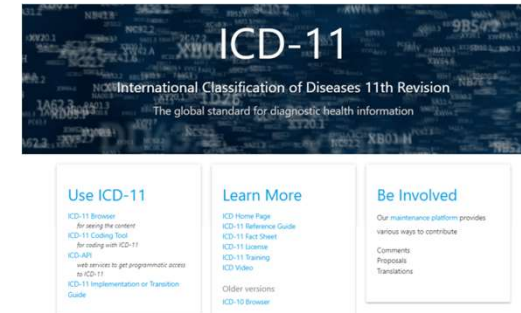 ICD-11
International Classification of Diseases 11th Revision
The global standard for diagnostic health information
Use ICD-11
ICD-11 Browser
for seeing the content
ICD-11 Coding Tool
for coding with ICD-11
ICD-API
web services to get programmatic access
to ICD-11
ICD-11 Implementation or Transition
Guide
Learn More
ICD Home Page
ICD-11 Reference Guide
ICD-11 Fact Sheet
ICD-11 License
ICD-11 Training
ICD Video
Older versions
ICD-10 Browser
Be Involved
Our maintenance platform provides
various ways to contribute
Comments
Proposals
Translations